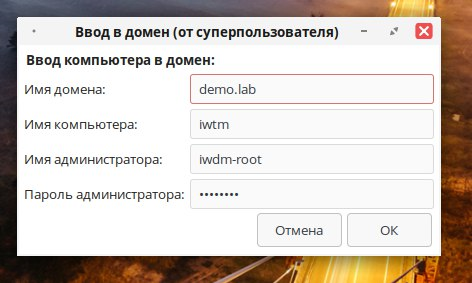 Ввод в домен (от суперпользователя)
Ввод компьютера в домен:
Имя домена: demo.lab
Имя компьютера: iwtm
Имя администратора: iwdm-root
Пароль администратора: ••••••••
Отмена ОК